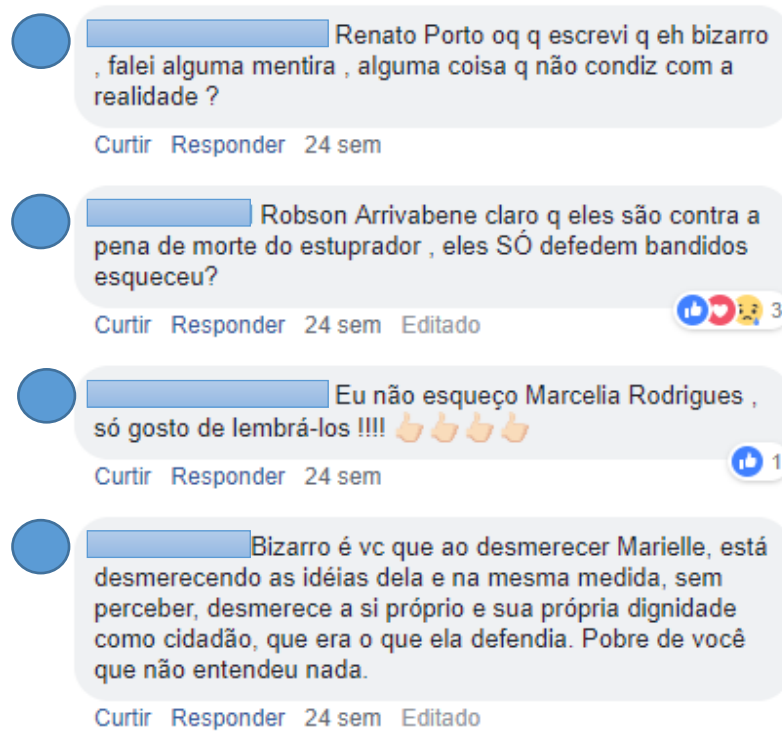 Renato Porto oq q escrevi q eh bizarro
, falei alguma mentira , alguma coisa q não condiz com a
realidade ?
Curtir Responder 24 sem
Robson Arrivabene claro q eles são contra a
pena de morte do estuprador , eles SÓ defedem bandidos
esqueceu?
3
Curtir Responder 24 sem Editado
Eu não esqueço Marcelia Rodrigues ,
só gosto de lembrá-los !!!! 👍🏻👍🏻👍🏻👍🏻
1
Curtir Responder 24 sem
Bizarro é vc que ao desmerecer Marielle, está
desmerecendo as idéias dela e na mesma medida, sem
perceber, desmerece a si próprio e sua própria dignidade
como cidadão, que era o que ela defendia. Pobre de você
que não entendeu nada.
Curtir Responder 24 sem Editado